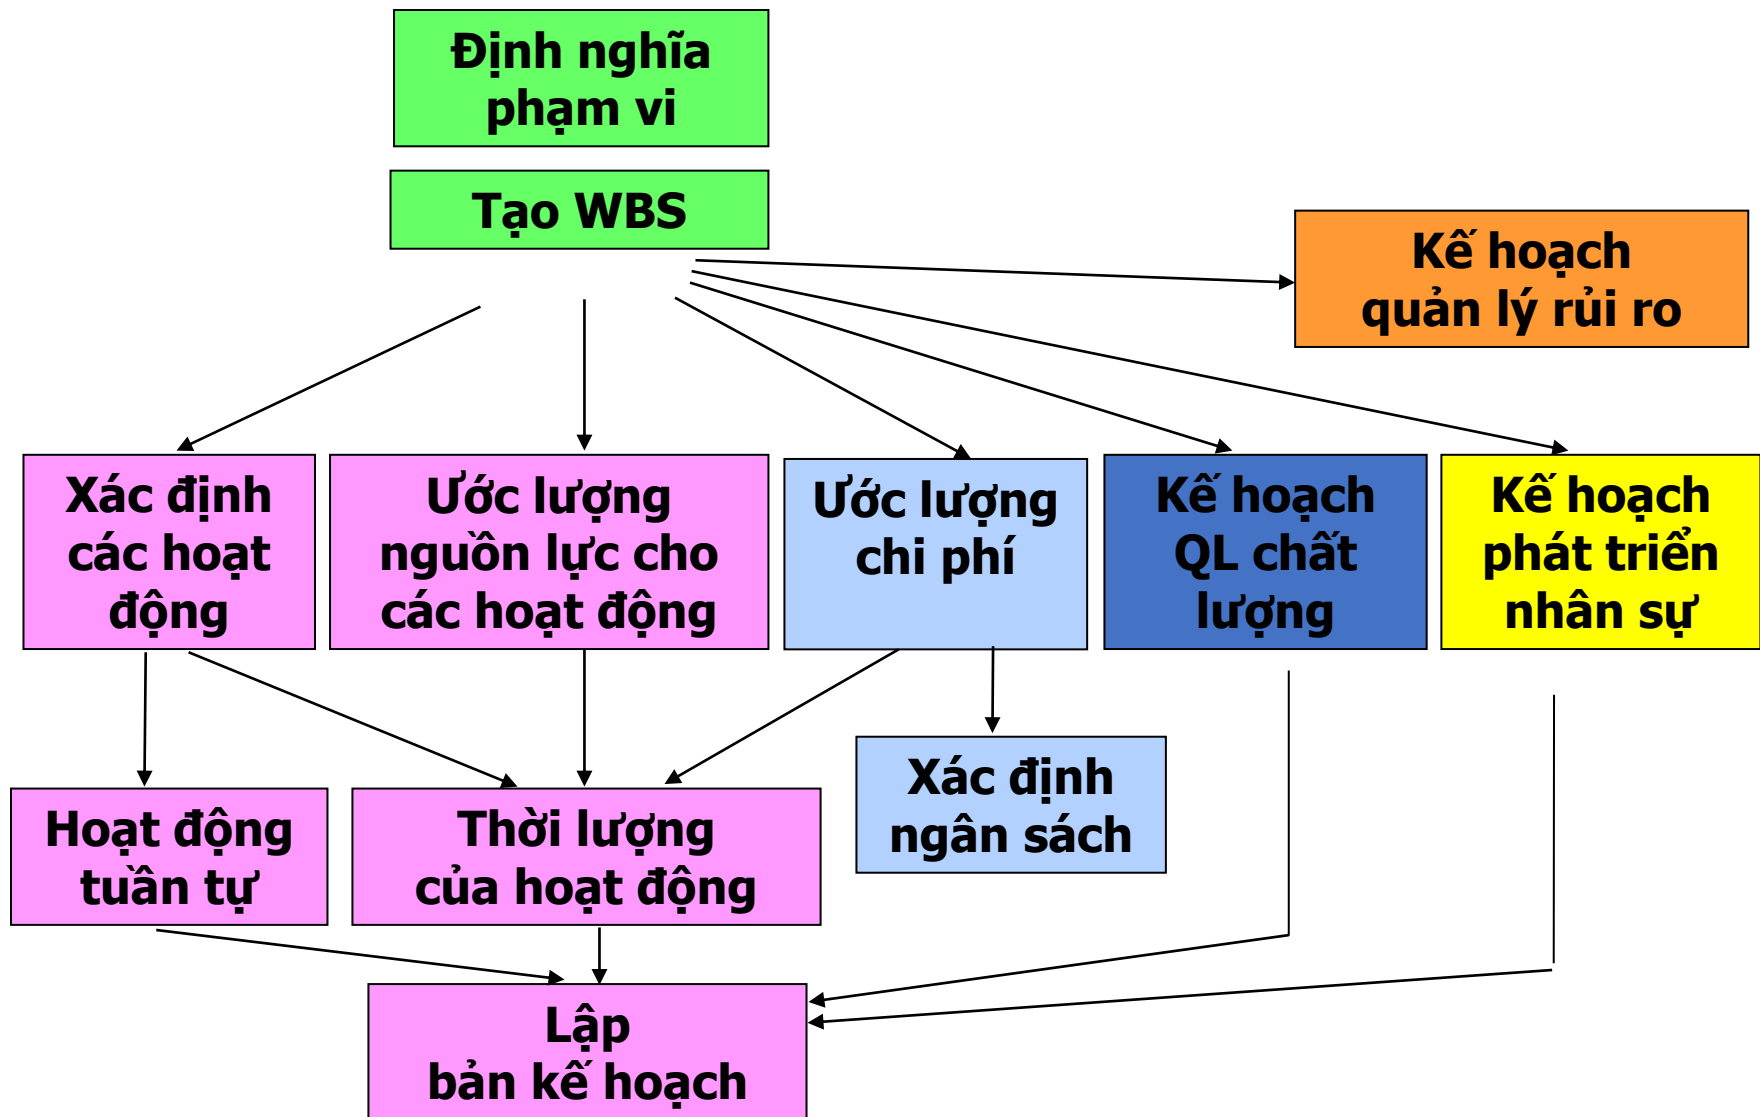 Định nghĩa
phạm vi
Tạo WBS
Kế hoạch
quản lý rủi ro
Xác định
các hoạt
động
Ước lượng
nguồn lực cho
các hoạt động
Ước lượng
chi phí
Kế hoạch
QL chất
lượng
Kế hoạch
phát triển
nhân sự
Hoạt động
tuần tự
Thời lượng
của hoạt động
Xác định
ngân sách
Lập
bản kế hoạch